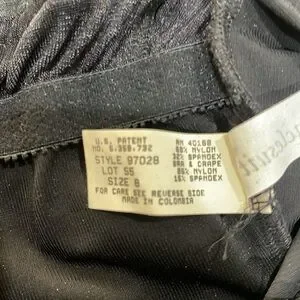 U.S. PATENT
NO. 6,359,732
STYLE 97028
LOT 55
SIZE 8
FOR CARE SEE REVERSE SIDE
MADE IN COLOMBIA
RN 40188
68% NYLON
32% SPANDEX
BRA & CRAPE
85% NYLON
15% SPANDEX